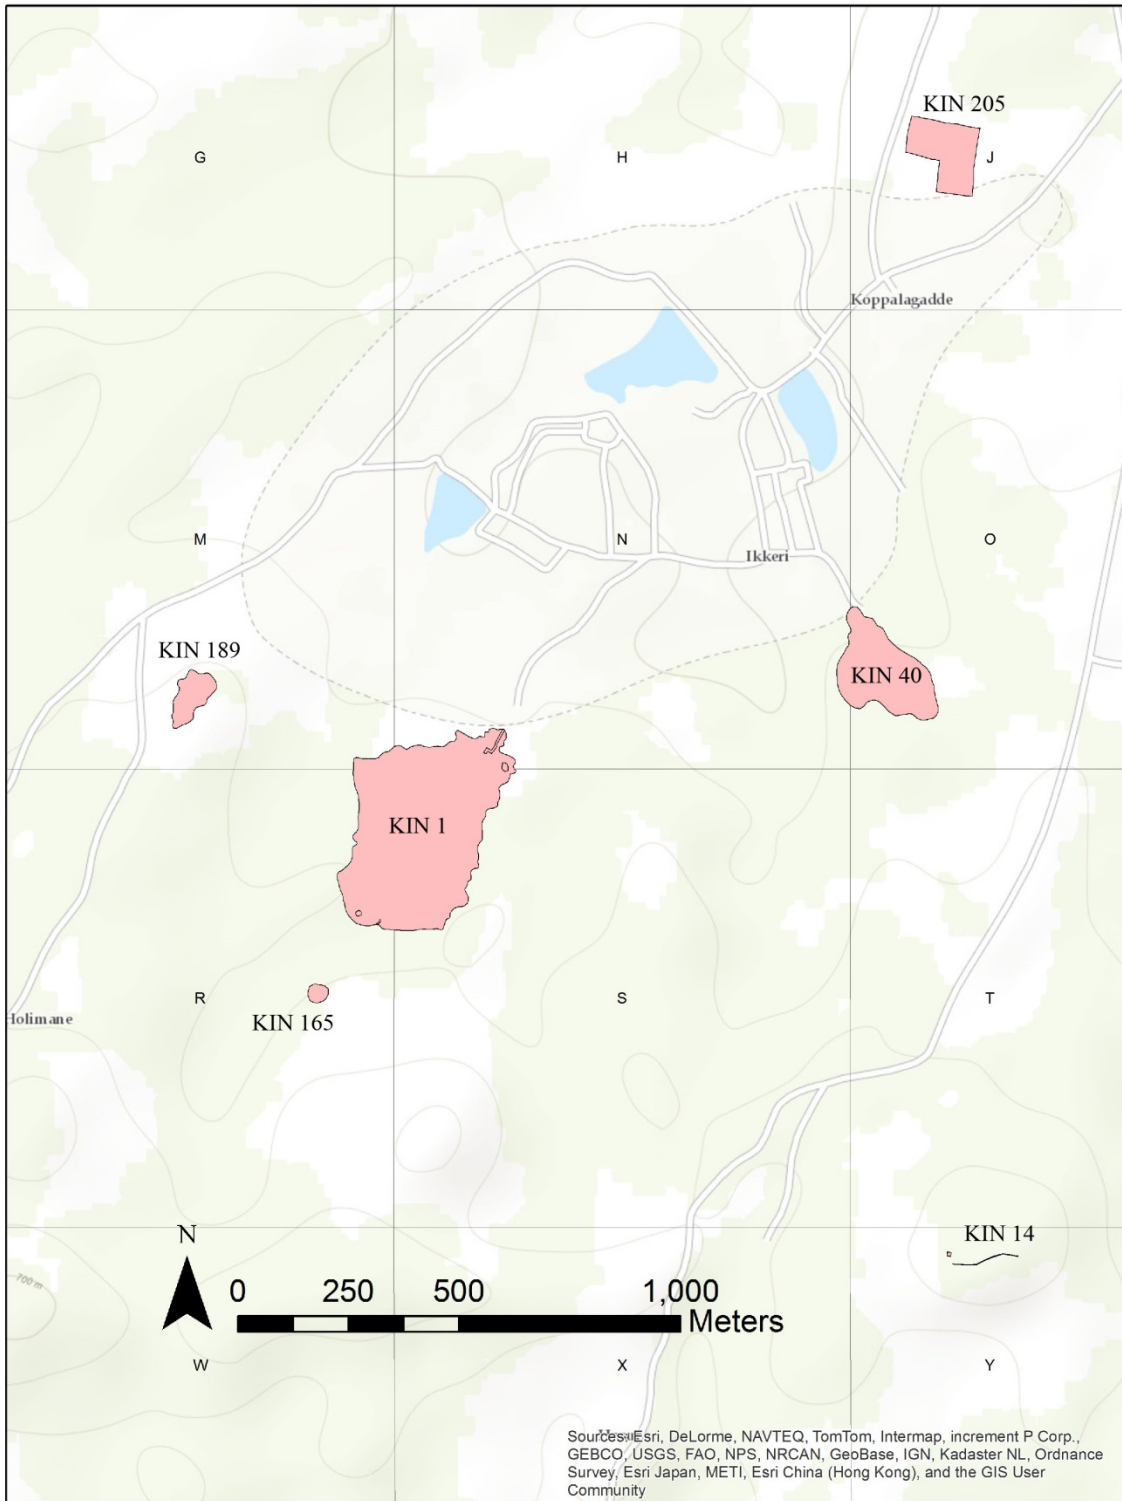 KIN 205
G
H
J
Koppalagadde
M
N
Ikkeri
O
KIN 189
KIN 40
KIN 1
R
S
T
Holimane
KIN 165
N
KIN 14
700 m
0 250 500 1,000
Meters
W
X
Y
Sources: Esri, DeLorme, NAVTEQ, TomTom, Intermap, increment P Corp.,
GEBCO, USGS, FAO, NPS, NRCAN, GeoBase, IGN, Kadaster NL, Ordnance
Survey, Esri Japan, METI, Esri China (Hong Kong), and the GIS User
Community